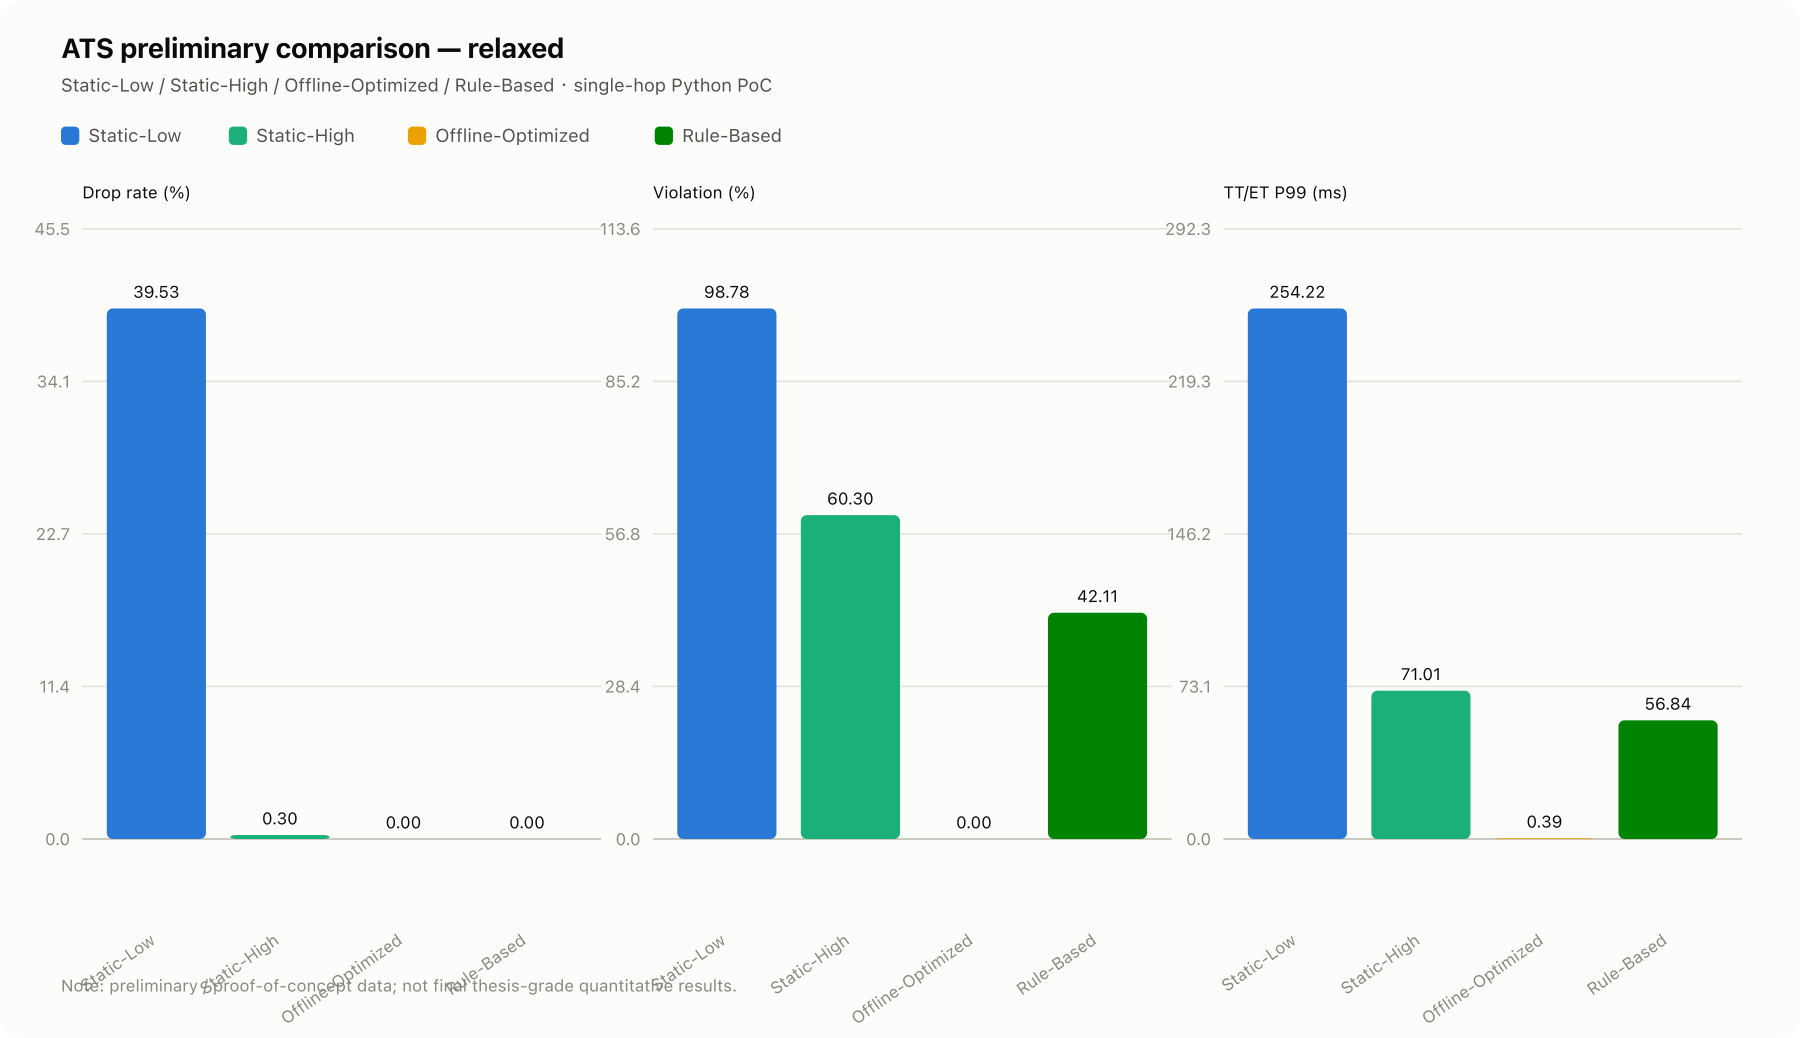 ATS preliminary comparison — relaxed
Static-Low / Static-High / Offline-Optimized / Rule-Based · single-hop Python PoC
Static-Low
Static-High
Offline-Optimized
Rule-Based
Drop rate (%)
45.5
34.1
22.7
11.4
0.0
39.53
0.30
0.00
0.00
Static-Low
Static-High
Offline-Optimized
Rule-Based
Violation (%)
113.6
85.2
56.8
28.4
0.0
98.78
60.30
0.00
42.11
Static-Low
Static-High
Offline-Optimized
Rule-Based
TT/ET P99 (ms)
292.3
219.3
146.2
73.1
0.0
254.22
71.01
0.39
56.84
Static-Low
Static-High
Offline-Optimized
Rule-Based
Note: preliminary proof-of-concept data; not final thesis-grade quantitative results.